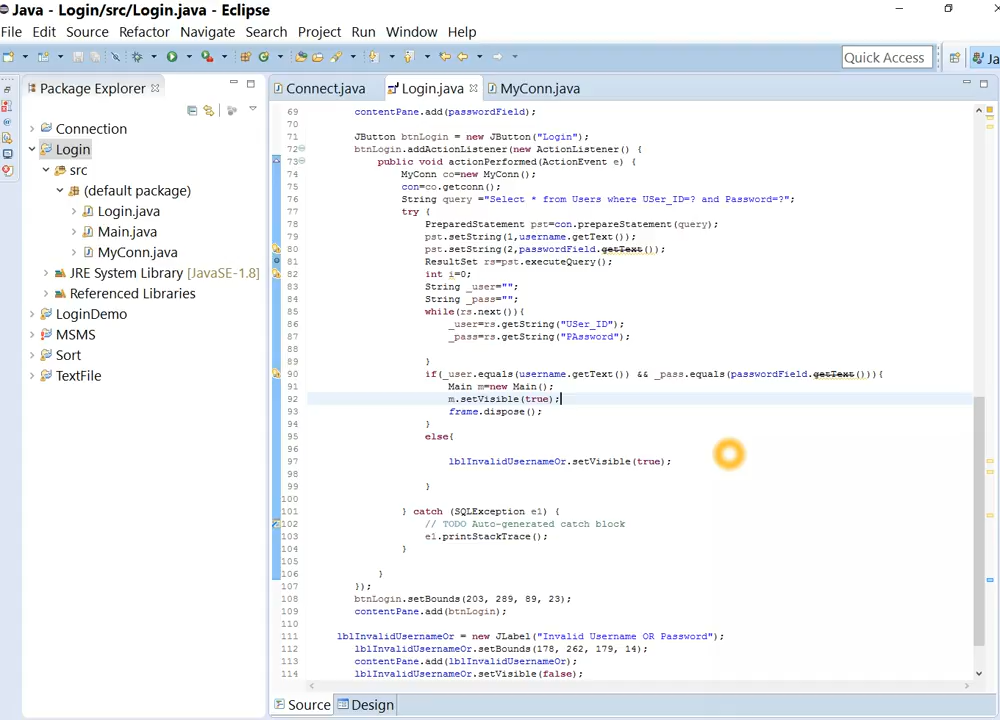 Java - Login/src/Login.java - Eclipse
File Edit Source Refactor Navigate Search Project Run Window Help
Quick Access
Ja
Package Explorer
Connect.java
Login.java
MyConn.java
Connection
Login
src
(default package)
Login.java
Main.java
MyConn.java
JRE System Library [JavaSE-1.8]
Referenced Libraries
LoginDemo
MSMS
Sort
TextFile
69 contentPane.add(passwordField);
70
71 JButton btnLogin = new JButton("Login");
72 btnLogin.addActionListener(new ActionListener() {
73 public void actionPerformed(ActionEvent e) {
74 MyConn co=new MyConn();
75 con=co.getconn();
76 String query ="Select * from Users where USer_ID=? and Password=?";
77 try {
78 PreparedStatement pst=con.prepareStatement(query);
79 pst.setString(1,username.getText());
80 pst.setString(2,passwordField.getText());
81 ResultSet rs=pst.executeQuery();
82 int i=0;
83 String _user="";
84 String _pass="";
85 while(rs.next()){
86 _user=rs.getString("USer_ID");
87 _pass=rs.getString("PAssword");
88
89 }
90 if(_user.equals(username.getText()) && _pass.equals(passwordField.getText())){
91 Main m=new Main();
92 m.setVisible(true);
93 frame.dispose();
94 }
95 else{
96
97 lblInvalidUsernameOr.setVisible(true);
98
99 }
100
101 } catch (SQLException e1) {
102 // TODO Auto-generated catch block
103 e1.printStackTrace();
104 }
105
106 }
107 });
108 btnLogin.setBounds(203, 289, 89, 23);
109 contentPane.add(btnLogin);
110
111 lblInvalidUsernameOr = new JLabel("Invalid Username OR Password");
112 lblInvalidUsernameOr.setBounds(178, 262, 179, 14);
113 contentPane.add(lblInvalidUsernameOr);
114 lblInvalidUsernameOr.setVisible(false);
Source Design